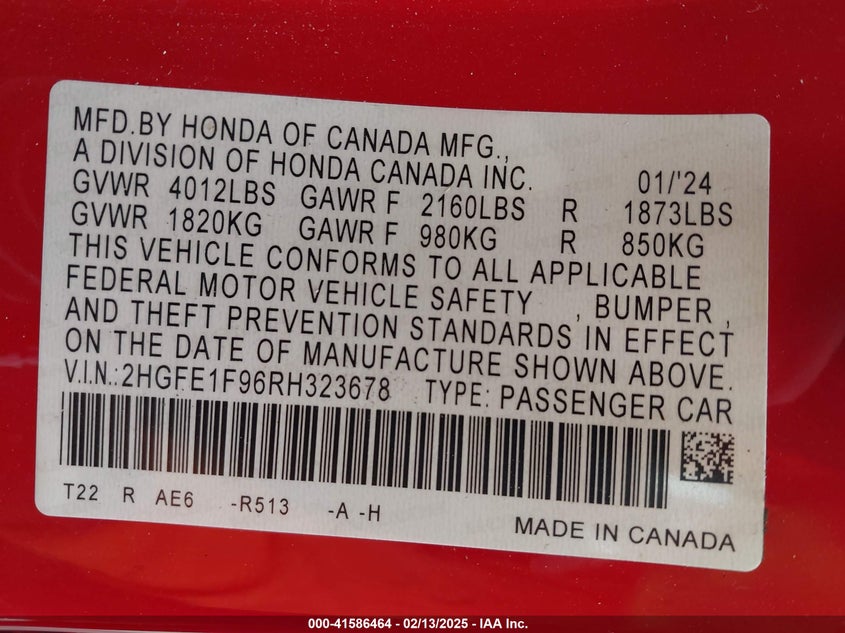 MFD.BY HONDA OF CANADA MFG.,
A DIVISION OF HONDA CANADA INC. 01/'24
GVWR 4012LBS GAWR F 2160LBS R 1873LBS
GVWR 1820KG GAWR F 980KG R 850KG
THIS VEHICLE CONFORMS TO ALL APPLICABLE
FEDERAL MOTOR VEHICLE SAFETY , BUMPER ,
AND THEFT PREVENTION STANDARDS IN EFFECT
ON THE DATE OF MANUFACTURE SHOWN ABOVE.
V.I.N.:2HGFE1F96RH323678 TYPE: PASSENGER CAR
T22 R AE6 -R513 -A -H
MADE IN CANADA
000-41586464 - 02/13/2025 - IAA Inc.